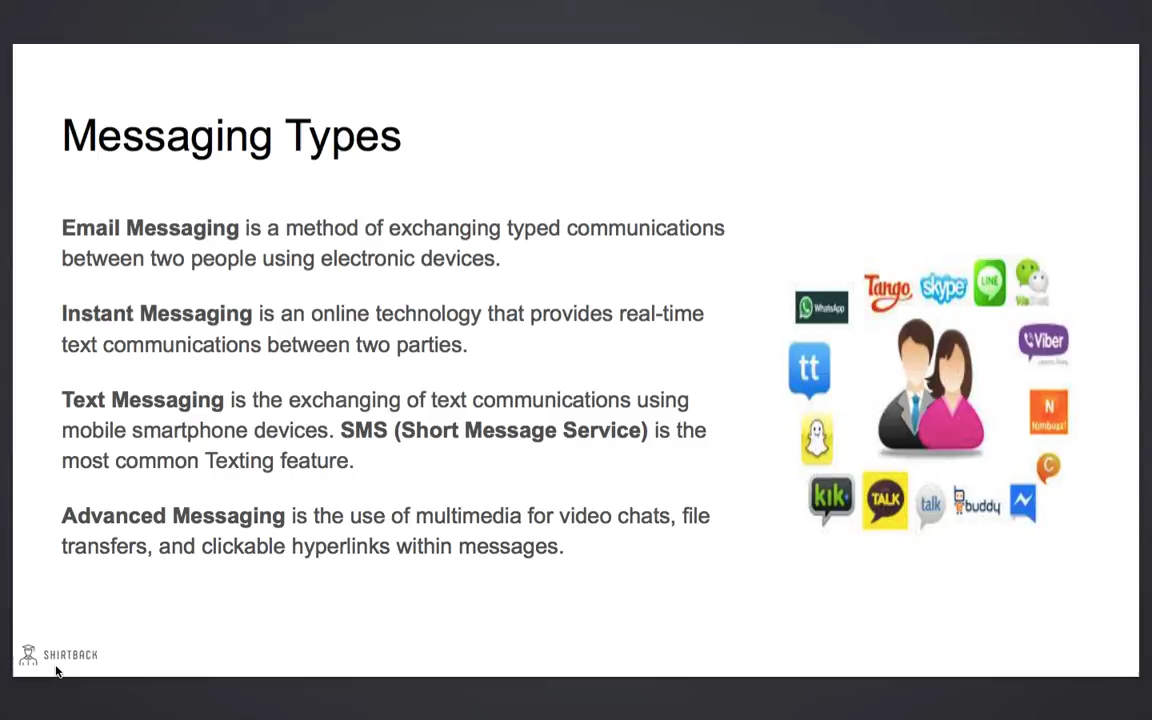 Messaging Types
Email Messaging is a method of exchanging typed communications
between two people using electronic devices.
Instant Messaging is an online technology that provides real-time
text communications between two parties.
Text Messaging is the exchanging of text communications using
mobile smartphone devices. SMS (Short Message Service) is the
most common Texting feature.
Advanced Messaging is the use of multimedia for video chats, file
transfers, and clickable hyperlinks within messages.
WhatsApp
Tango
skype
LINE
tt
Viber
N
nimbuzz
C
kik
TALK
talk
buddy
SHIRTBACK